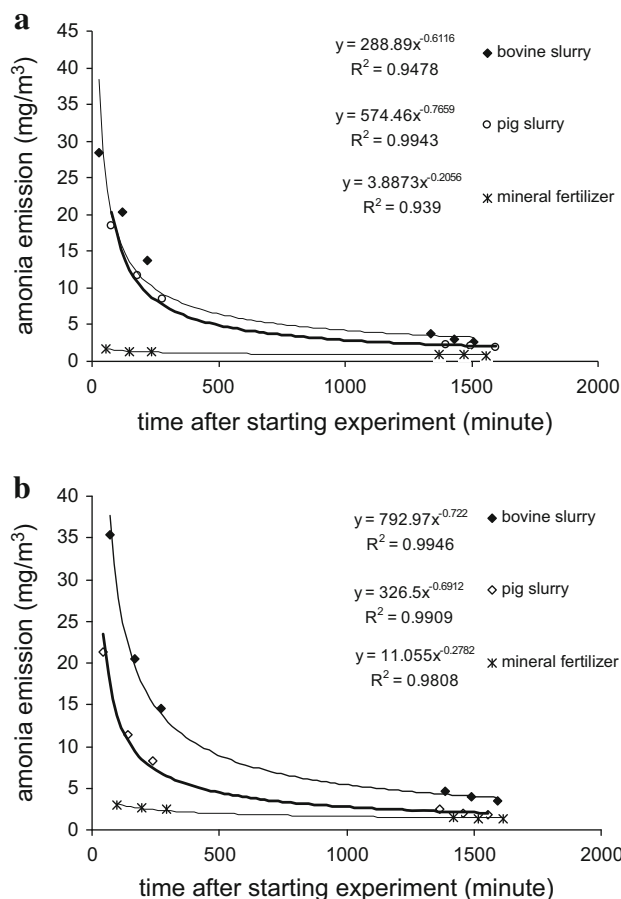 a
amonia emission (mg/m³)
45
40
35
30
25
20
15
10
5
0
y = 288.89x^-0.6116
R² = 0.9478
bovine slurry
y = 574.46x^-0.7659
R² = 0.9943
pig slurry
y = 3.8873x^-0.2056
R² = 0.939
mineral fertilizer
0 500 1000 1500 2000
time after starting experiment (minute)
b
amonia emission (mg/m³)
40
35
30
25
20
15
10
5
0
y = 792.97x^-0.722
R² = 0.9946
bovine slurry
y = 326.5x^-0.6912
R² = 0.9909
pig slurry
y = 11.055x^-0.2782
R² = 0.9808
mineral fertilizer
0 500 1000 1500 2000
time after starting experiment (minute)